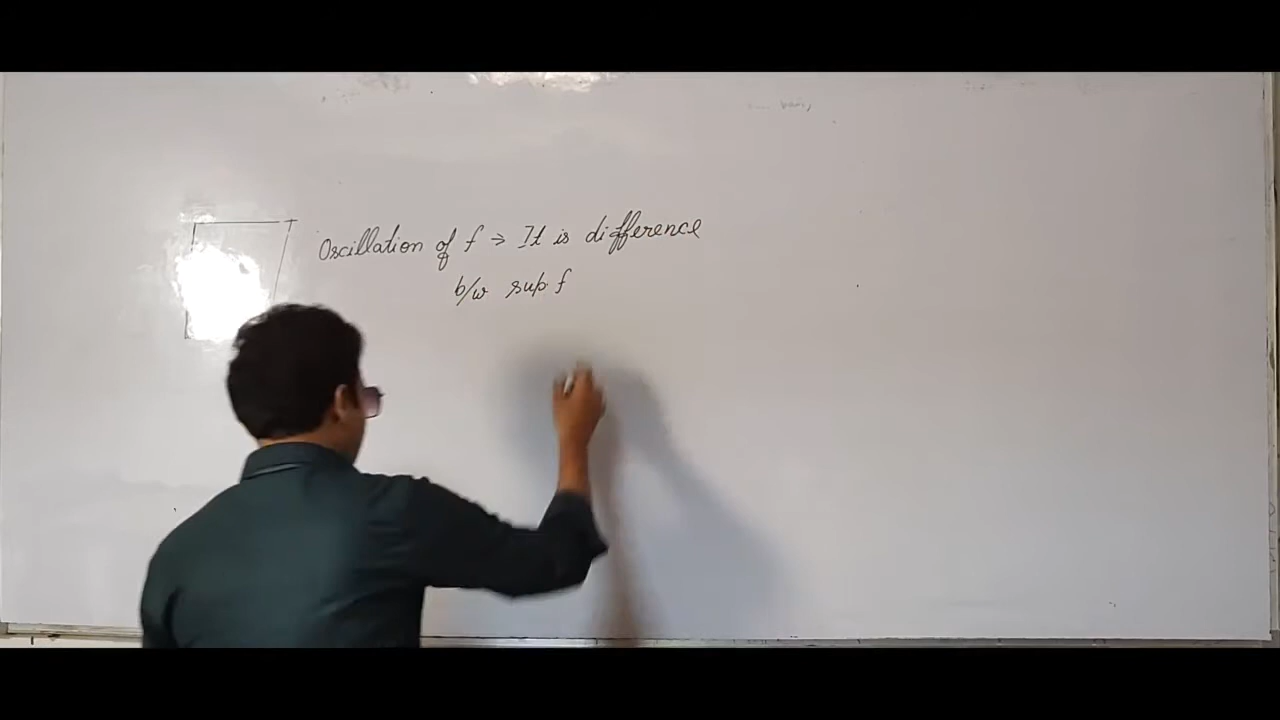 Oscillation of f ⇒ It is difference
b/w sup f